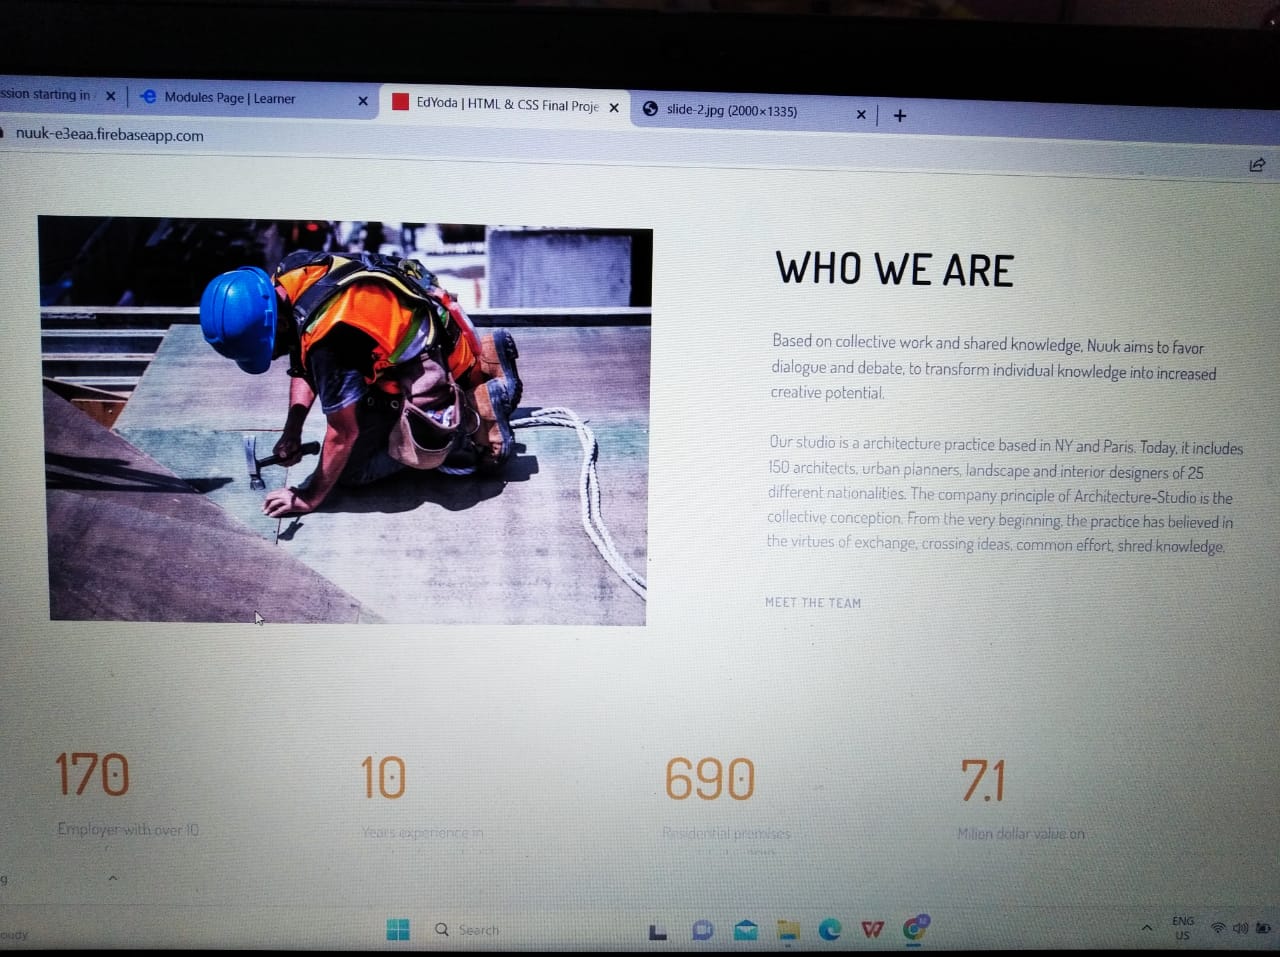 ssion starting in
Modules Page | Learner
EdYoda | HTML & CSS Final Proje
slide-2.jpg (2000×1335)
nuuk-e3eaa.firebaseapp.com
WHO WE ARE
Based on collective work and shared knowledge, Nuuk aims to favor
dialogue and debate, to transform individual knowledge into increased
creative potential.
Our studio is a architecture practice based in NY and Paris. Today, it includes
150 architects, urban planners, landscape and interior designers of 25
different nationalities. The company principle of Architecture-Studio is the
collective conception. From the very beginning, the practice has believed in
the virtues of exchange, crossing ideas, common effort, shred knowledge.
MEET THE TEAM
170
10
690
7.1
Employer with over 10
Years experience in
Residential premises
Milion dollar value on
g
oudy
Search
ENG
US